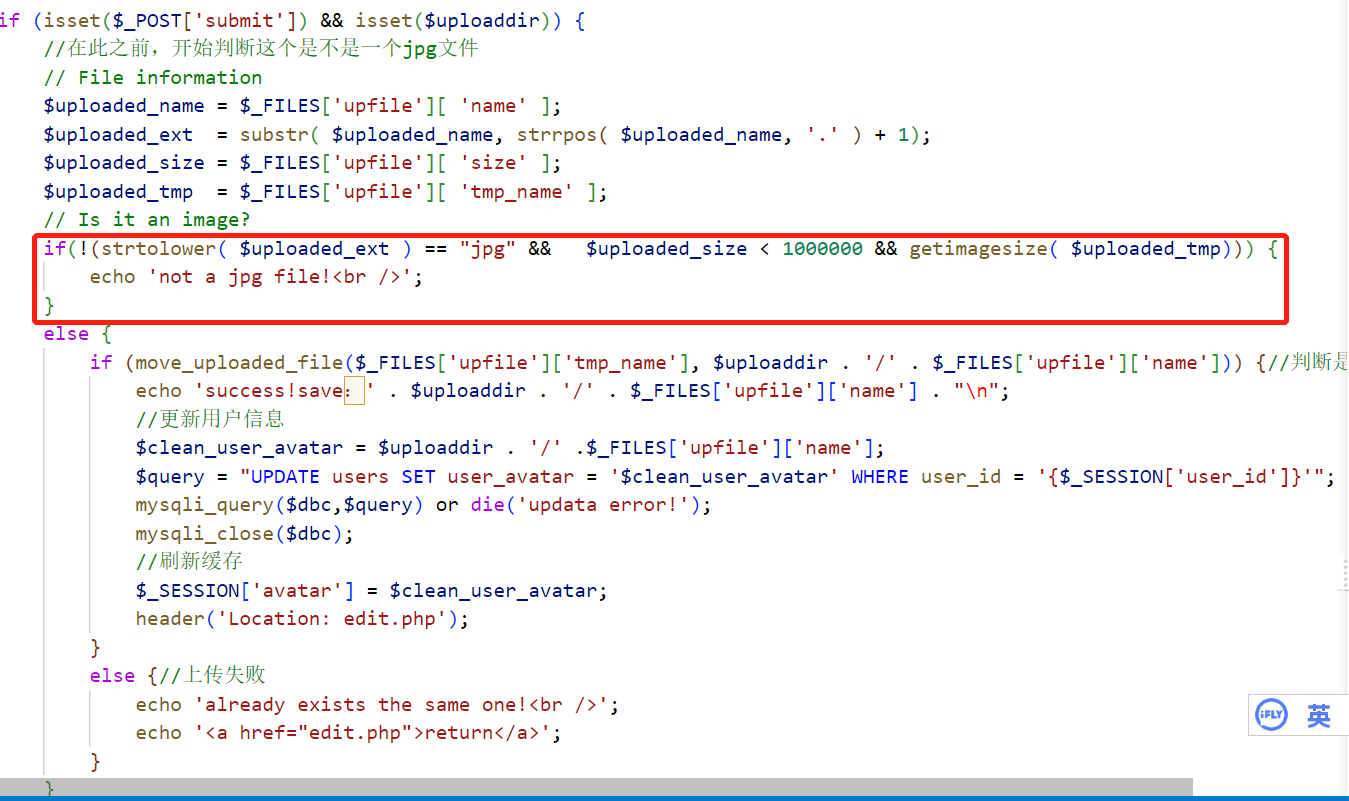 if (isset($_POST['submit']) && isset($uploaddir)) {
//在此之前，开始判断这个是不是一个jpg文件
// File information
$uploaded_name = $_FILES['upfile'][ 'name' ];
$uploaded_ext  = substr( $uploaded_name, strrpos( $uploaded_name, '.' ) + 1);
$uploaded_size = $_FILES['upfile'][ 'size' ];
$uploaded_tmp  = $_FILES['upfile'][ 'tmp_name' ];
// Is it an image?
if(!(strtolower( $uploaded_ext ) == "jpg" &&   $uploaded_size < 1000000 && getimagesize( $uploaded_tmp))) {
echo 'not a jpg file!<br />';
}
else {
if (move_uploaded_file($_FILES['upfile']['tmp_name'], $uploaddir . '/' . $_FILES['upfile']['name'])) {//判断是
echo 'success!save：' . $uploaddir . '/' . $_FILES['upfile']['name'] . "\n";
//更新用户信息
$clean_user_avatar = $uploaddir . '/' .$_FILES['upfile']['name'];
$query = "UPDATE users SET user_avatar = '$clean_user_avatar' WHERE user_id = '{$_SESSION['user_id']}'";
mysqli_query($dbc,$query) or die('updata error!');
mysqli_close($dbc);
//刷新缓存
$_SESSION['avatar'] = $clean_user_avatar;
header('Location: edit.php');
}
else {//上传失败
echo 'already exists the same one!<br />';
echo '<a href="edit.php">return</a>';
}
}
iFLY 英